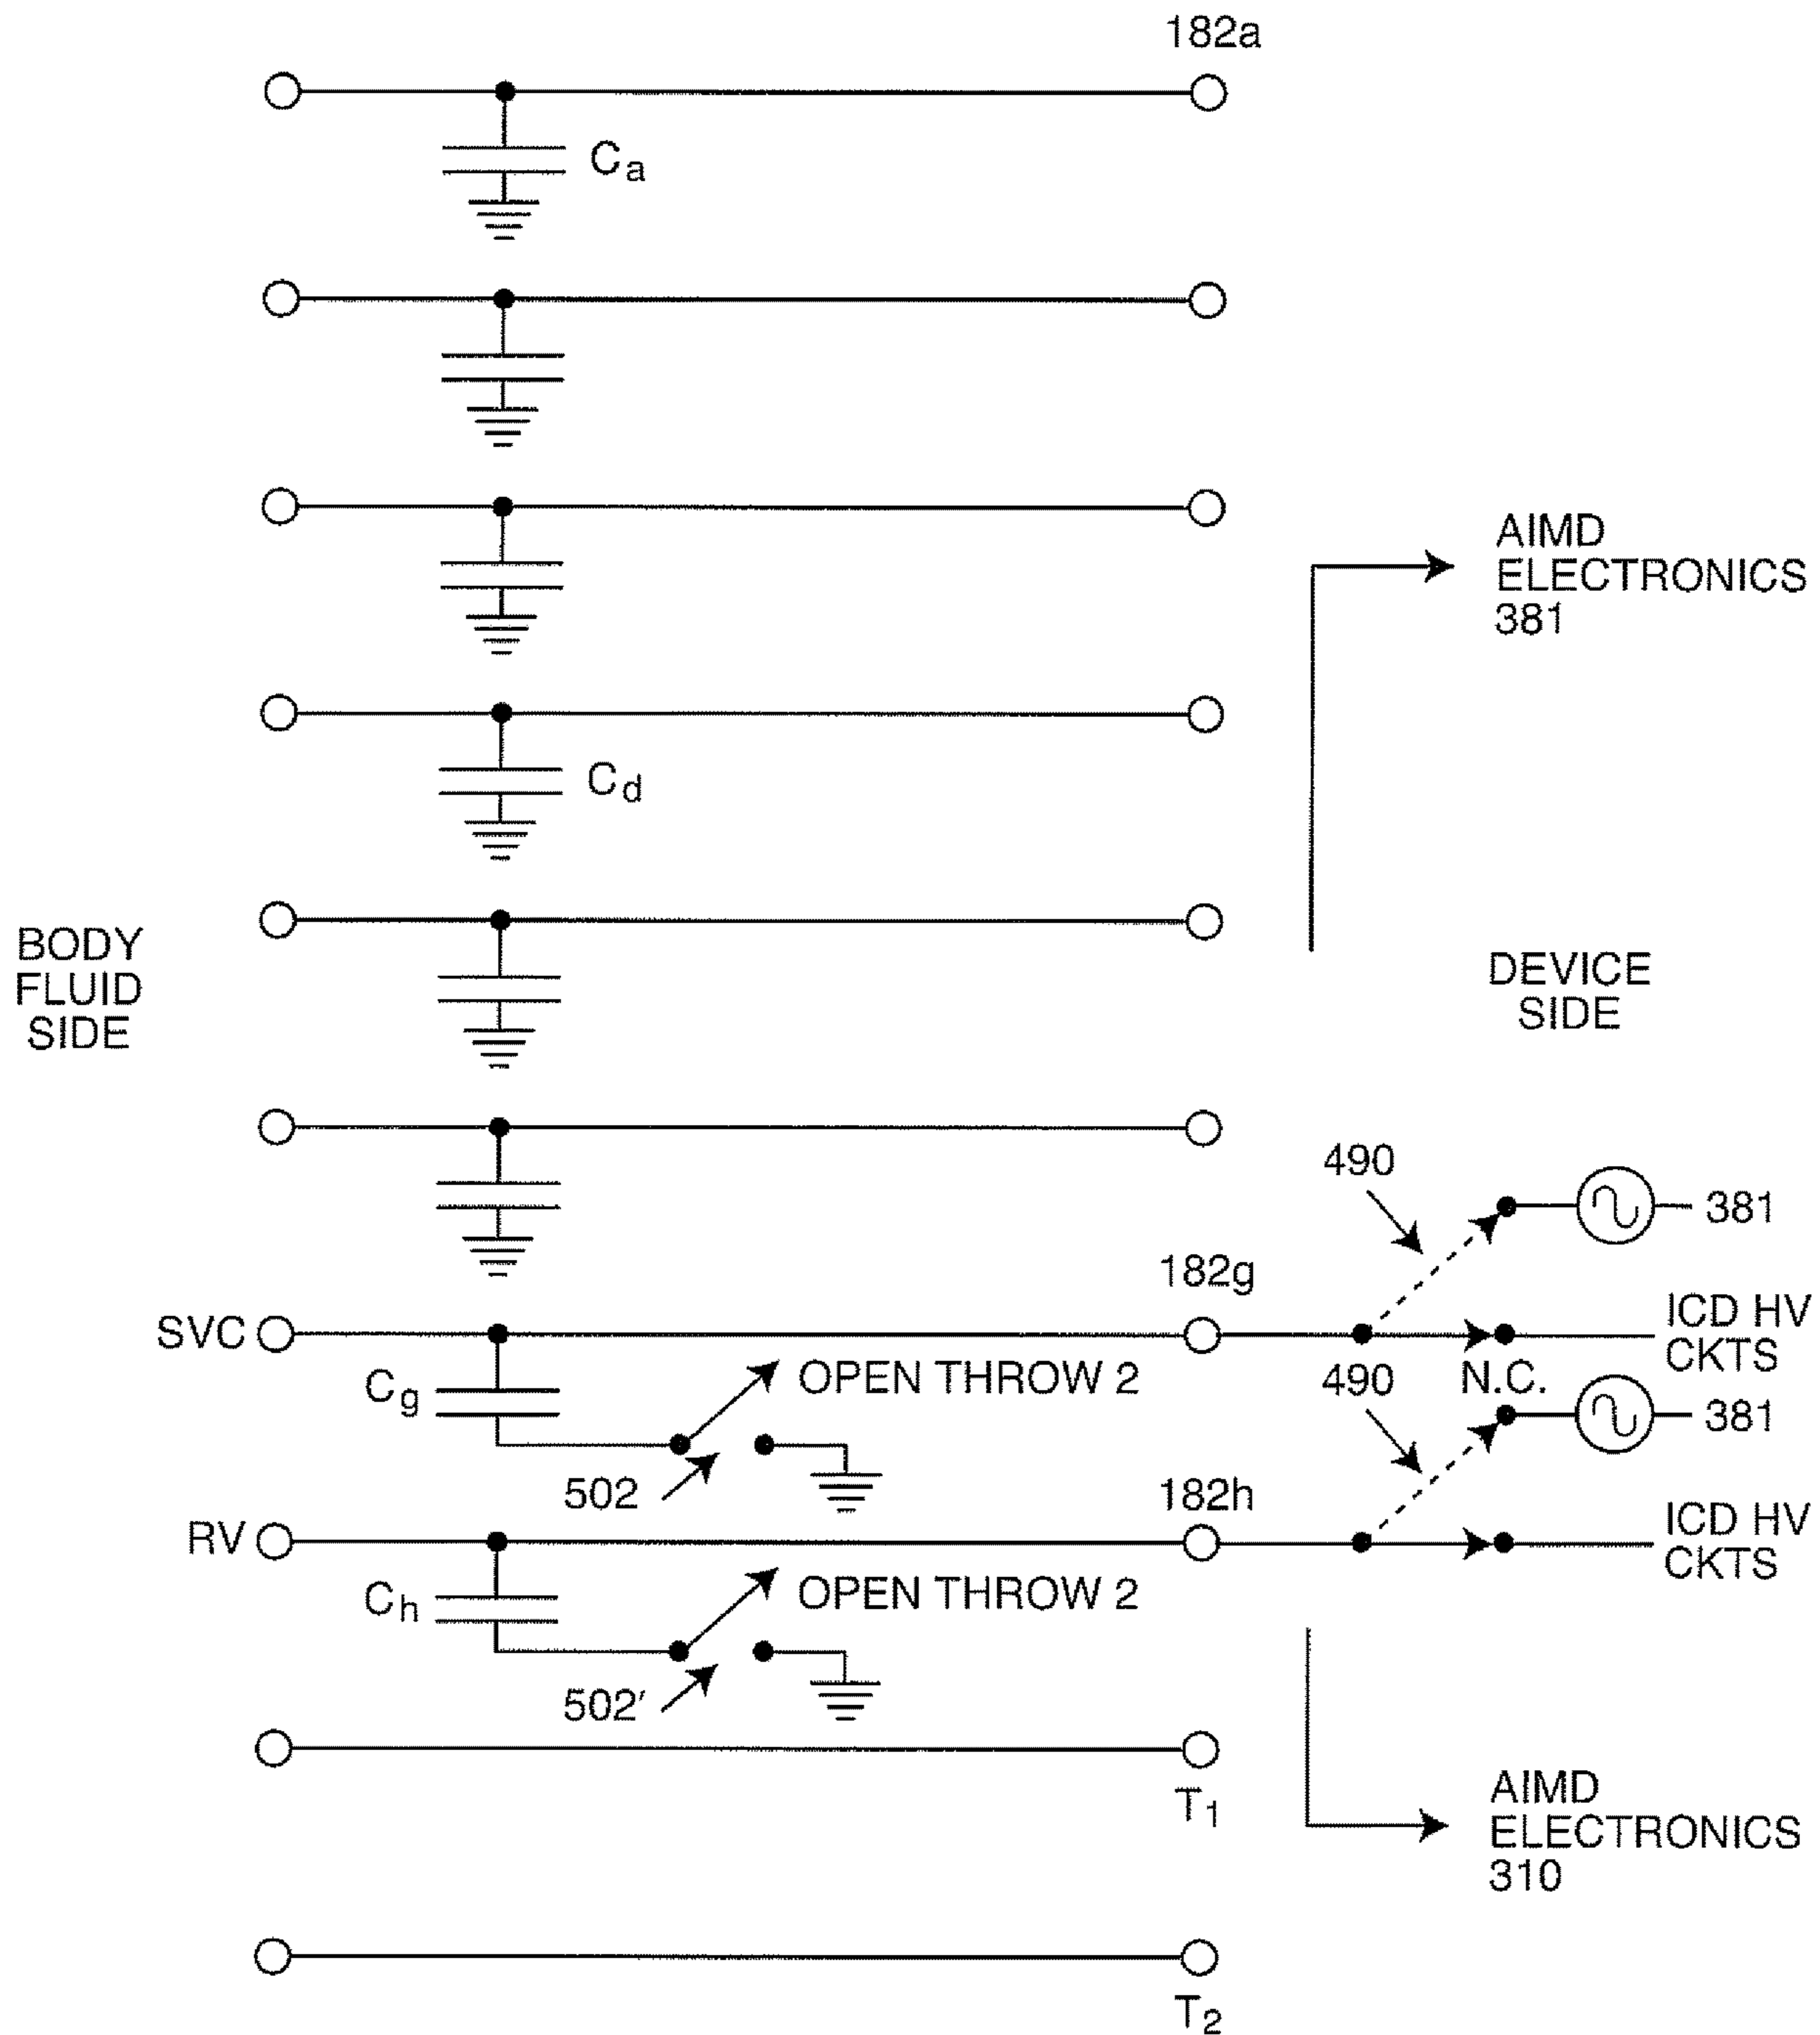 182a
Ca
AIMD
ELECTRONICS
381
Cd
BODY
FLUID
SIDE
DEVICE
SIDE
490
381
182g
SVC
ICD HV
CKTS
Cg
OPEN THROW 2
490
N.C.
381
502
182h
RV
ICD HV
CKTS
Ch
OPEN THROW 2
502'
T1
AIMD
ELECTRONICS
310
T2